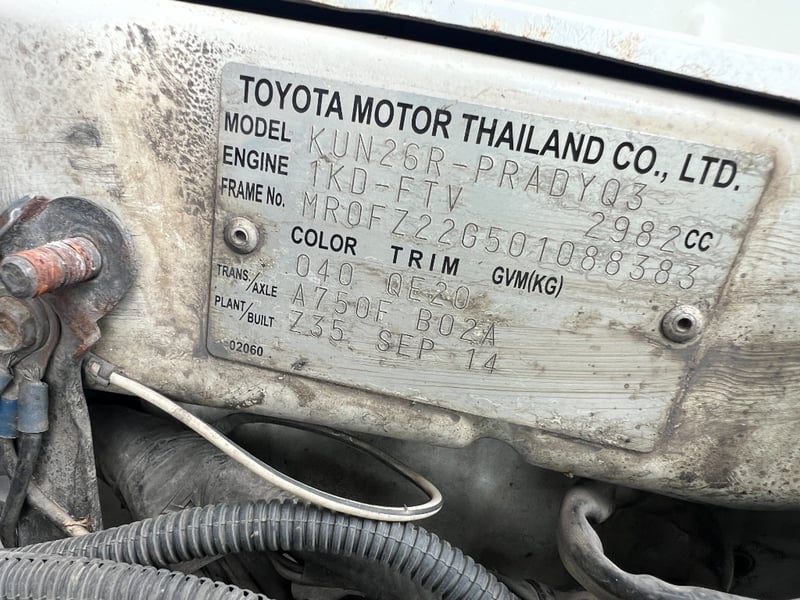 TOYOTA MOTOR THAILAND CO., LTD.
MODEL KUN26R-PRADYQ3
ENGINE 1KD-FTV 2982 CC
FRAME No. MR0FZ22G501088383
COLOR TRIM GVM(KG)
040 QE20
TRANS./AXLE A750F B02A
PLANT/BUILT Z35 SEP 14
02060